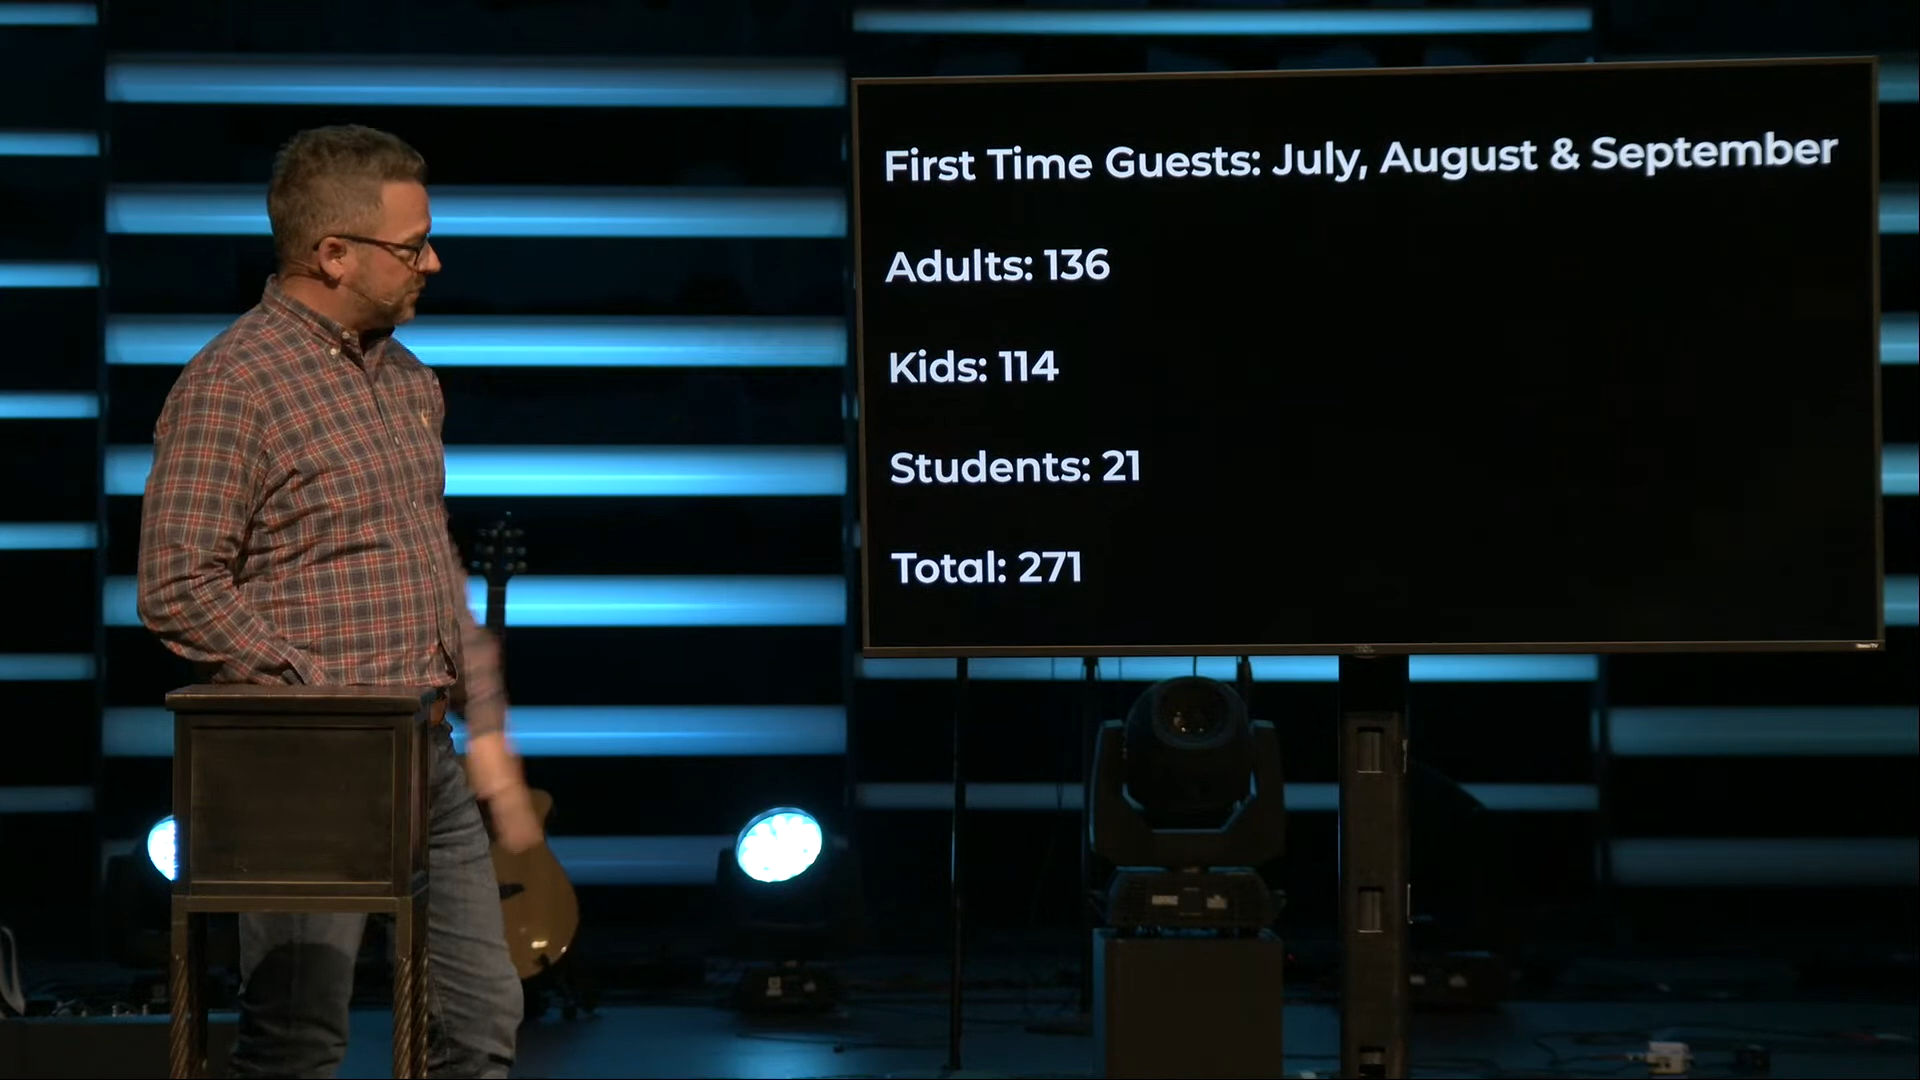 First Time Guests: July, August & September
Adults: 136
Kids: 114
Students: 21
Total: 271